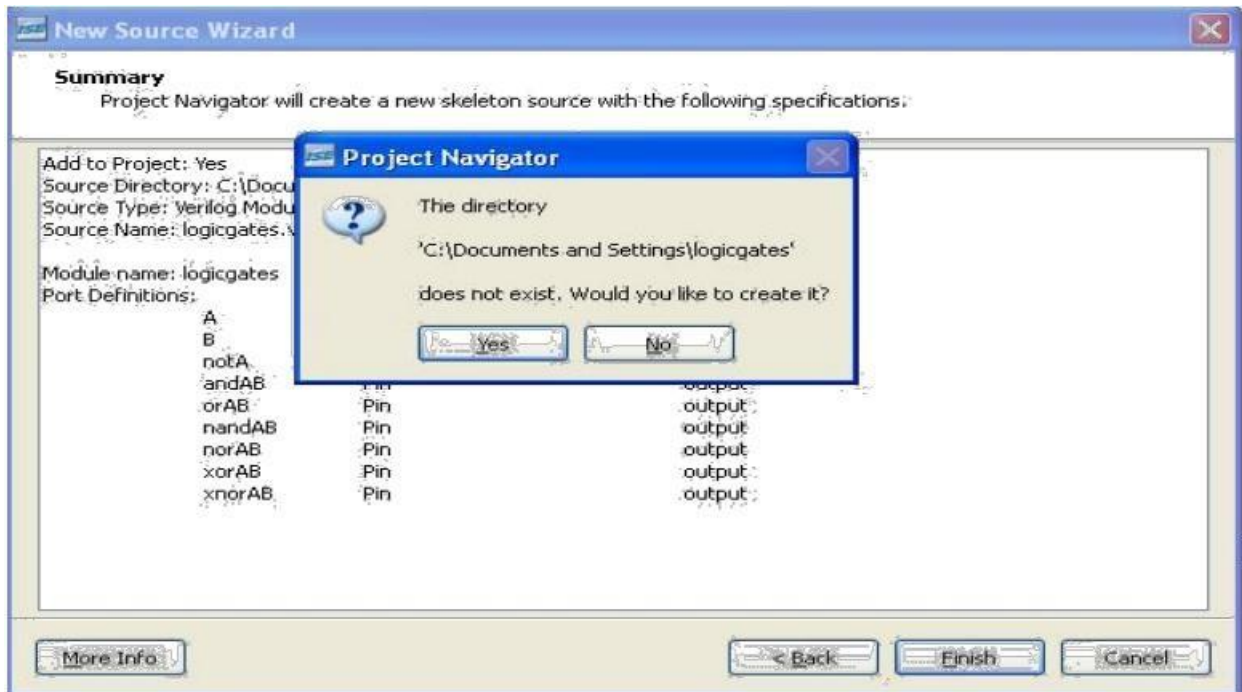 New Source Wizard
Summary
Project Navigator will create a new skeleton source with the following specifications.
Add to Project: Yes
Source Directory: C:\Docu
Source Type: Verilog Modu
Source Name: logicgates.v
Module name: logicgates
Port Definitions:
A
B
notA
andAB Pin output
orAB Pin output
nandAB Pin output
norAB Pin output
xorAB Pin output
xnorAB Pin output
Project Navigator
The directory
'C:\Documents and Settings\logicgates'
does not exist. Would you like to create it?
Yes No
More Info < Back Finish Cancel